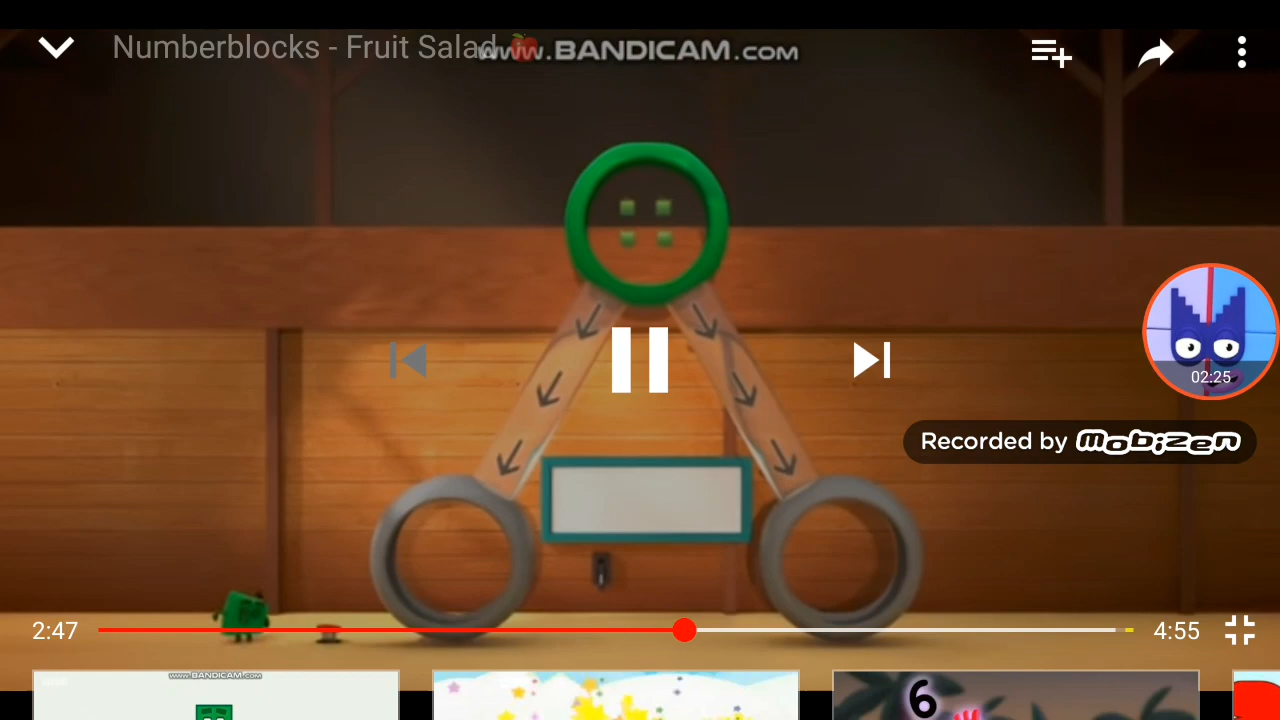 Numberblocks - Fruit Salad
www.BANDICAM.com
02:25
Recorded by mobizen
2:47
4:55
www.BANDICAM.com
6